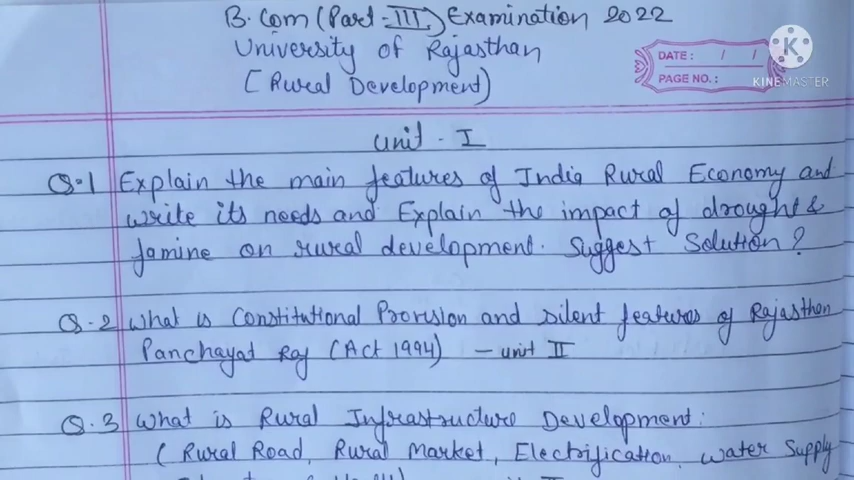 B. Com (Part-III) Examination 2022
University of Rajasthan
[Rural Development)
DATE: / /
PAGE NO.:
K
KINEMASTER
Unit - I
Q.1 Explain the main features of India Rural Economy and
write its needs and Explain the impact of drought &
famine on rural development. Suggest Solution?
Q.2 What is Constitutional Provision and Silent features of Rajasthan
Panchayat Raj (Act 1994) - unit II
Q.3 What is Rural Infrastructure Development:
(Rural Road, Rural Market, Electrification, Water Supply